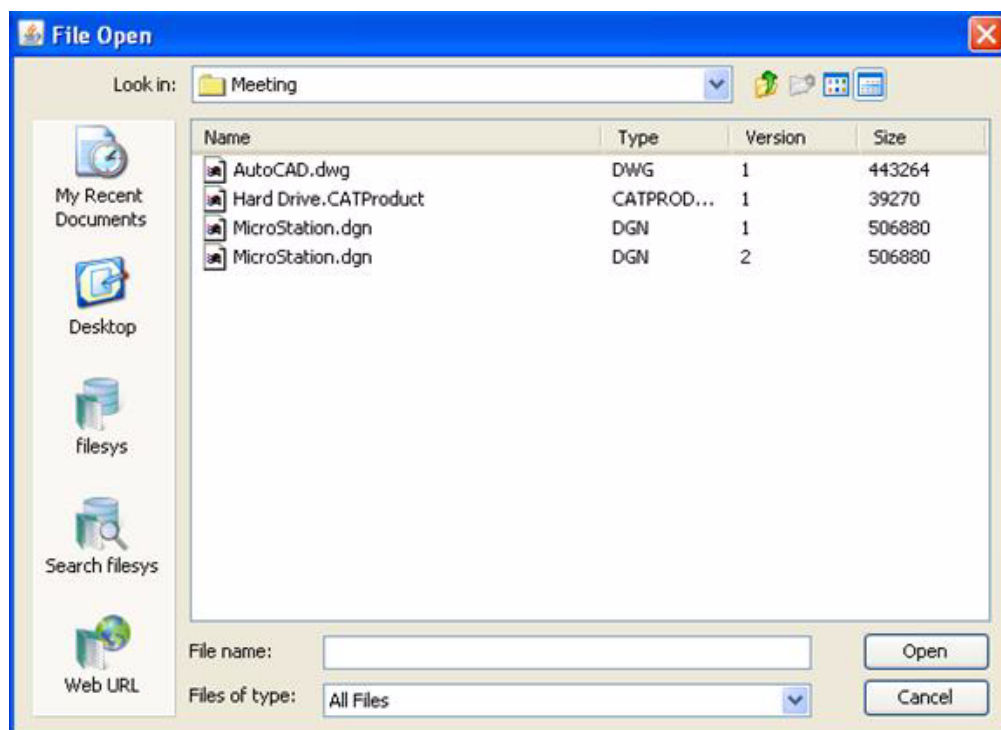 File Open
Look in: Meeting
Name Type Version Size
AutoCAD.dwg DWG 1 443264
Hard Drive.CATProduct CATPROD... 1 39270
MicroStation.dgn DGN 1 506880
MicroStation.dgn DGN 2 506880
My Recent
Documents
Desktop
filesys
Search filesys
Web URL
File name: Open
Files of type: All Files Cancel